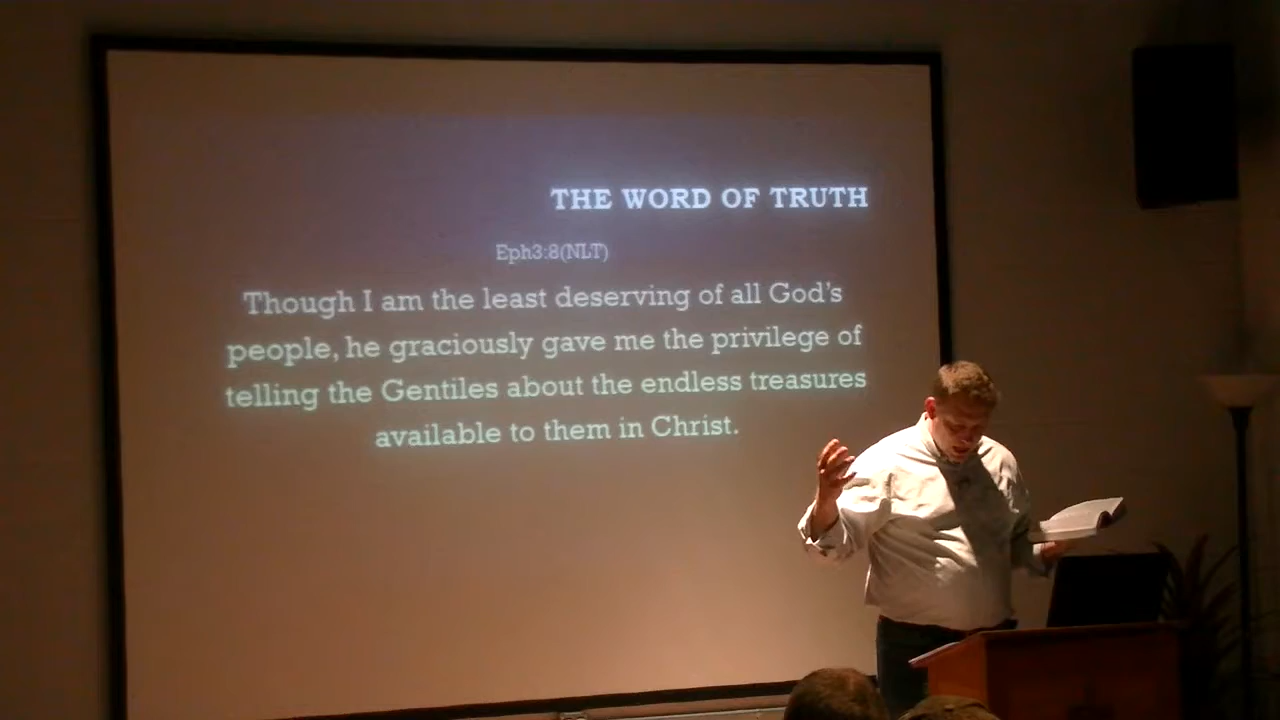 THE WORD OF TRUTH
Eph3:8(NLT)
Though I am the least deserving of all God's
people, he graciously gave me the privilege of
telling the Gentiles about the endless treasures
available to them in Christ.